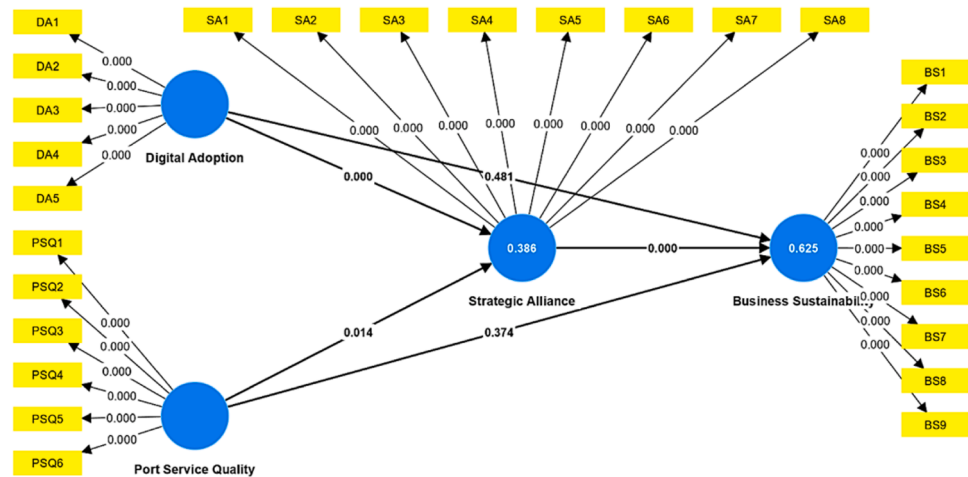 DA1
DA2
DA3
DA4
DA5
0.000
0.000
0.000
0.000
0.000
Digital Adoption
SA1
SA2
SA3
SA4
SA5
SA6
SA7
SA8
0.000
0.000
0.000
0.000
0.000
0.000
0.000
0.000
0.000
0.481
0.386
Strategic Alliance
0.000
0.014
0.374
PSQ1
PSQ2
PSQ3
PSQ4
PSQ5
PSQ6
0.000
0.000
0.000
0.000
0.000
0.000
Port Service Quality
0.625
Business Sustainability
0.000
0.000
0.000
0.000
0.000
0.000
0.000
0.000
0.000
BS1
BS2
BS3
BS4
BS5
BS6
BS7
BS8
BS9